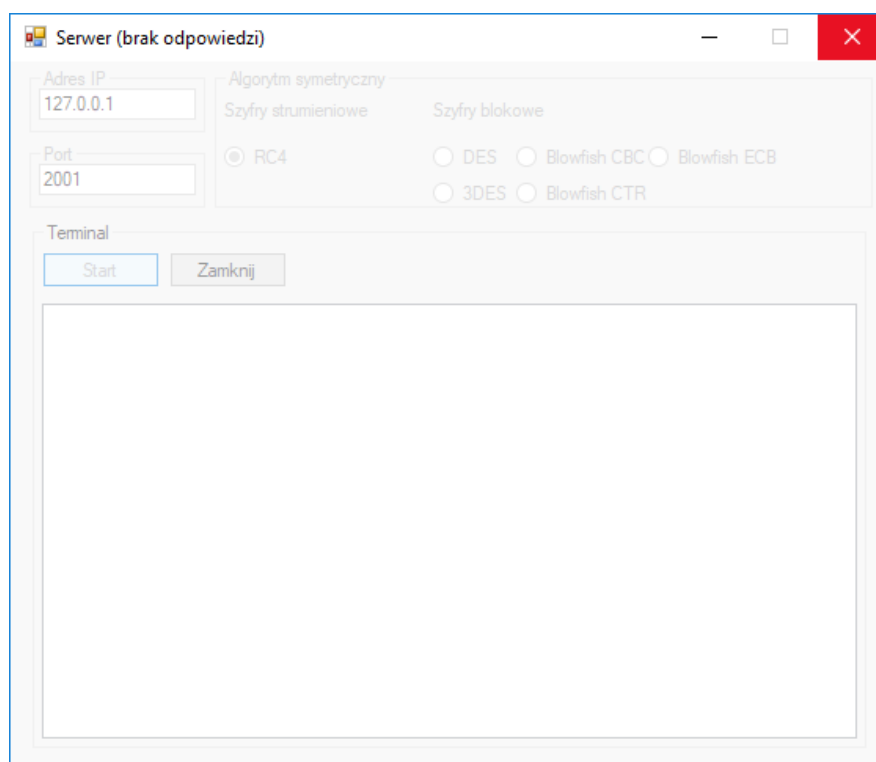 Serwer (brak odpowiedzi)
Adres IP
127.0.0.1
Port
2001
Algorytm symetryczny
Szyfry strumieniowe
Szyfry blokowe
RC4
DES
Blowfish CBC
Blowfish ECB
3DES
Blowfish CTR
Terminal
Start
Zamknij